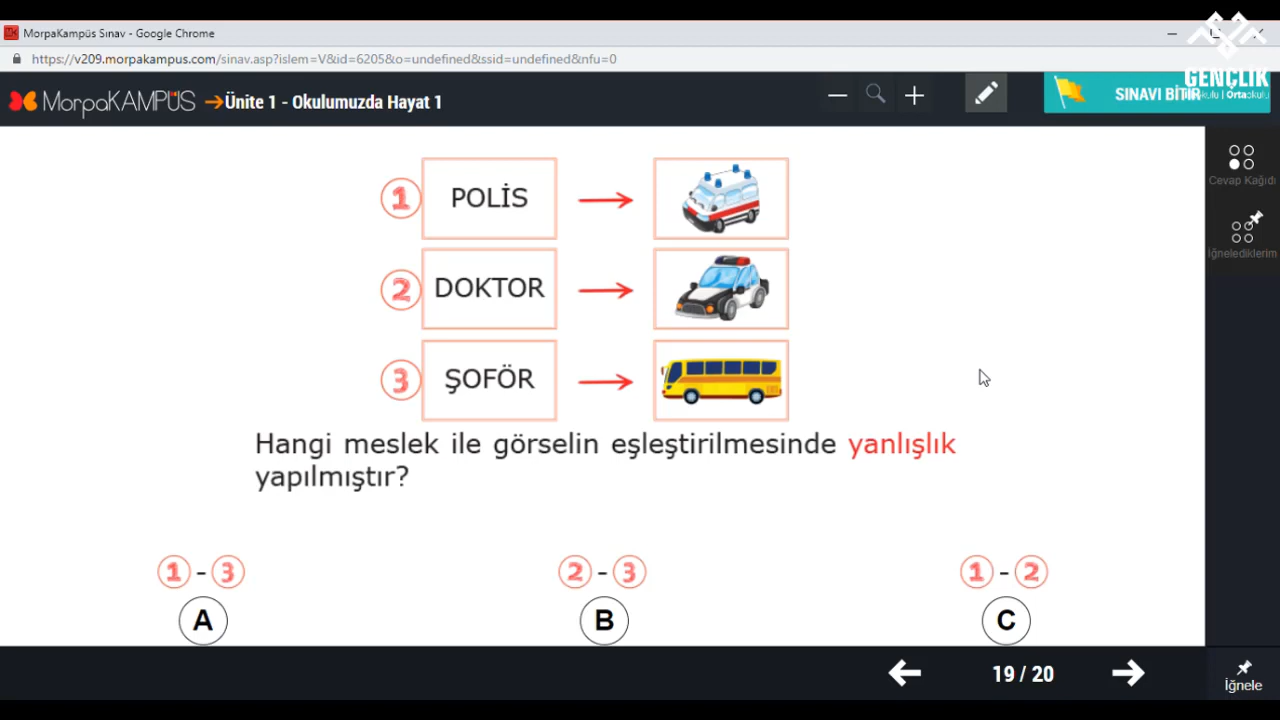 MorpaKampüs Sınav - Google Chrome
https://v209.morpakampus.com/sinav.asp?islem=V&id=6205&o=undefined&ssid=undefined&nfu=0
GENÇLİK
MorpaKAMPÜS Ünite 1 - Okulumuzda Hayat 1
SINAVI BİTİR
Ortaokulu
Cevap Kağıdı
İğnelediklerim
1 POLİS
2 DOKTOR
3 ŞOFÖR
Hangi meslek ile görselin eşleştirilmesinde yanlışlık
yapılmıştır?
1 - 3
2 - 3
1 - 2
A
B
C
19 / 20
İğnele